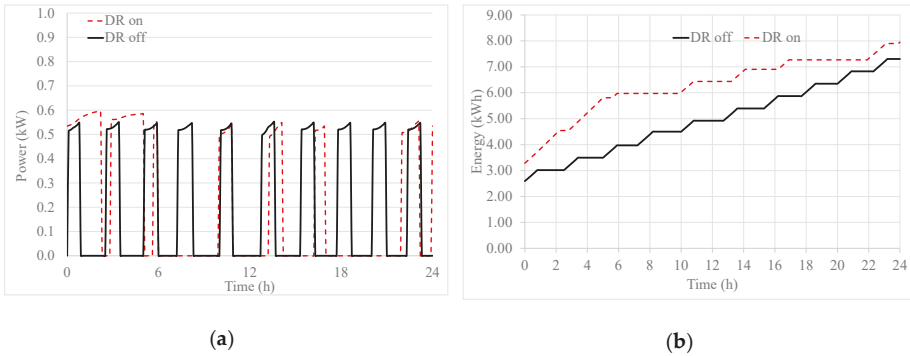 DR on
DR off
1.0
0.9
0.8
0.7
0.6
0.5
0.4
0.3
0.2
0.1
0.0
Power (kW)
0 6 12 18 24
Time (h)
(a)
DR off DR on
9.00
8.00
7.00
6.00
5.00
4.00
3.00
2.00
1.00
0.00
Energy (kWh)
0 2 4 6 8 10 12 14 16 18 20 22 24
Time (h)
(b)